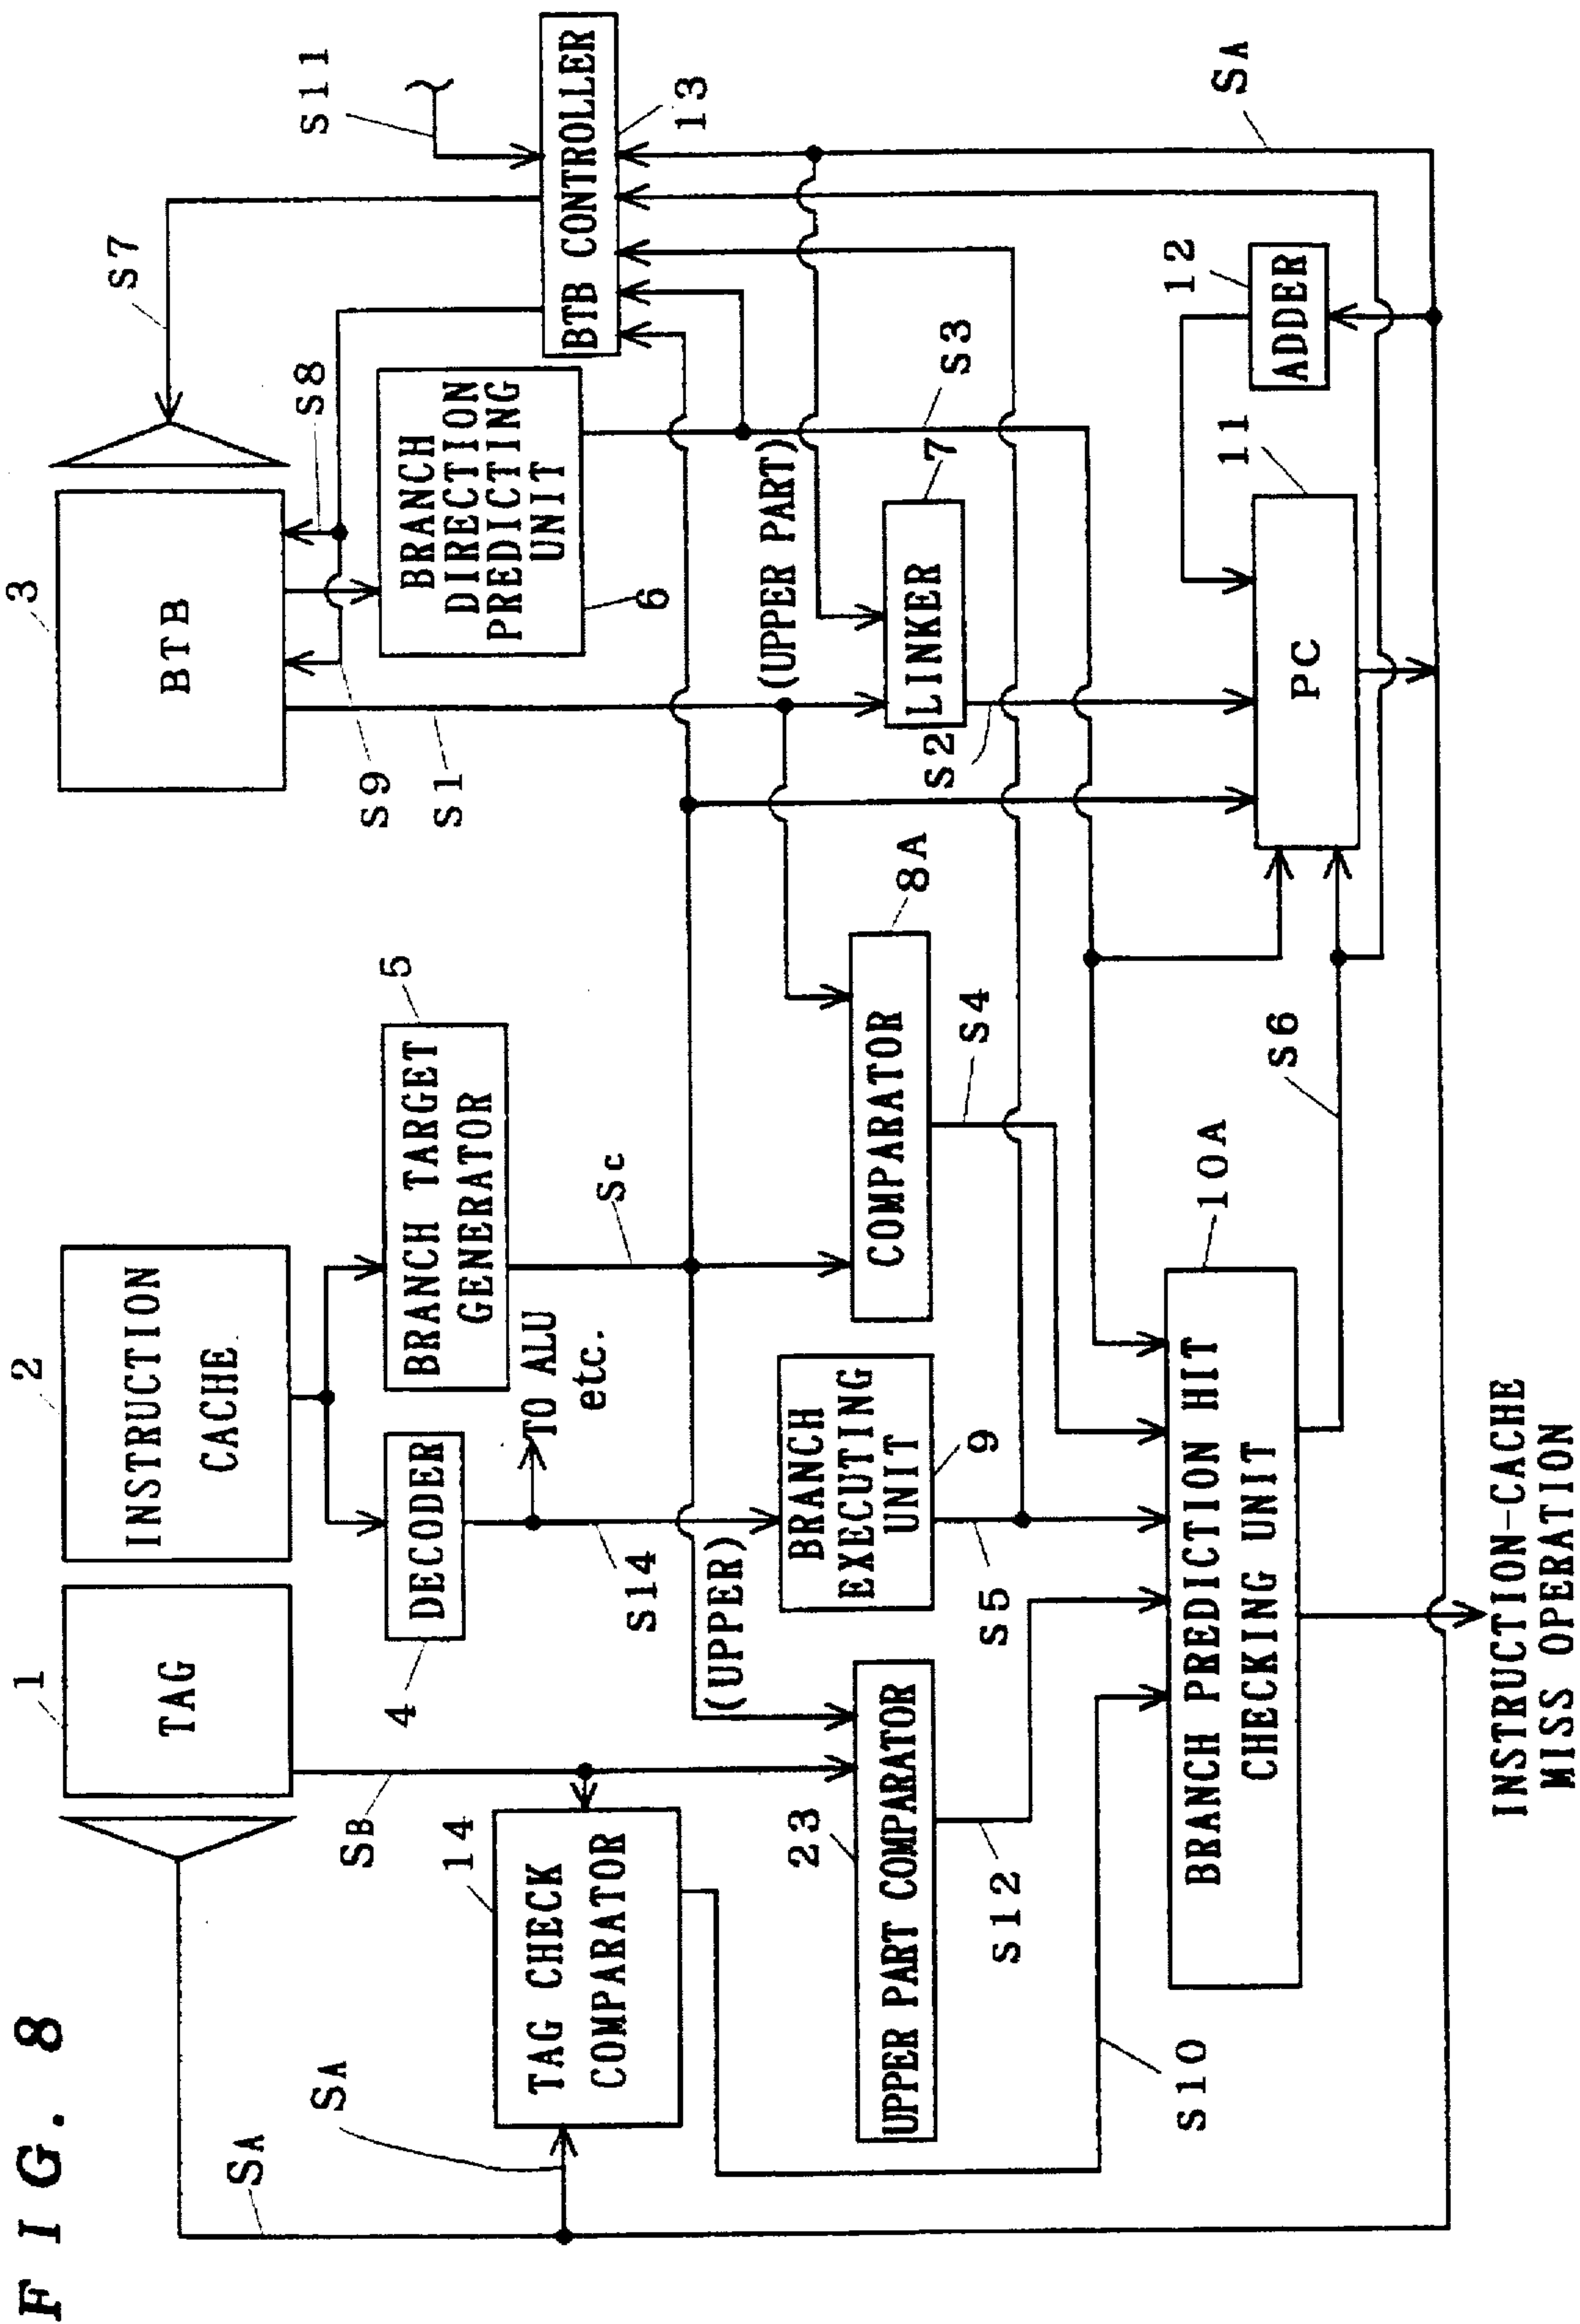 FIG. 8
1
TAG
2
INSTRUCTION
CACHE
3
BTB
SA
SA
SB
14
TAG CHECK
COMPARATOR
4
DECODER
5
BRANCH TARGET
GENERATOR
S14
TO ALU
etc.
SC
S9
S1
S8
S7
BRANCH
DIRECTION
PREDICTING
UNIT
6
S11
BTB CONTROLLER
13
(UPPER)
23
UPPER PART COMPARATOR
S12
BRANCH
EXECUTING
UNIT
9
S5
COMPARATOR
8A
S4
(UPPER PART)
LINKER
7
S2
S3
S10
BRANCH PREDICTION HIT
CHECKING UNIT
10A
S6
PC
11
ADDER
12
SA
INSTRUCTION-CACHE
MISS OPERATION